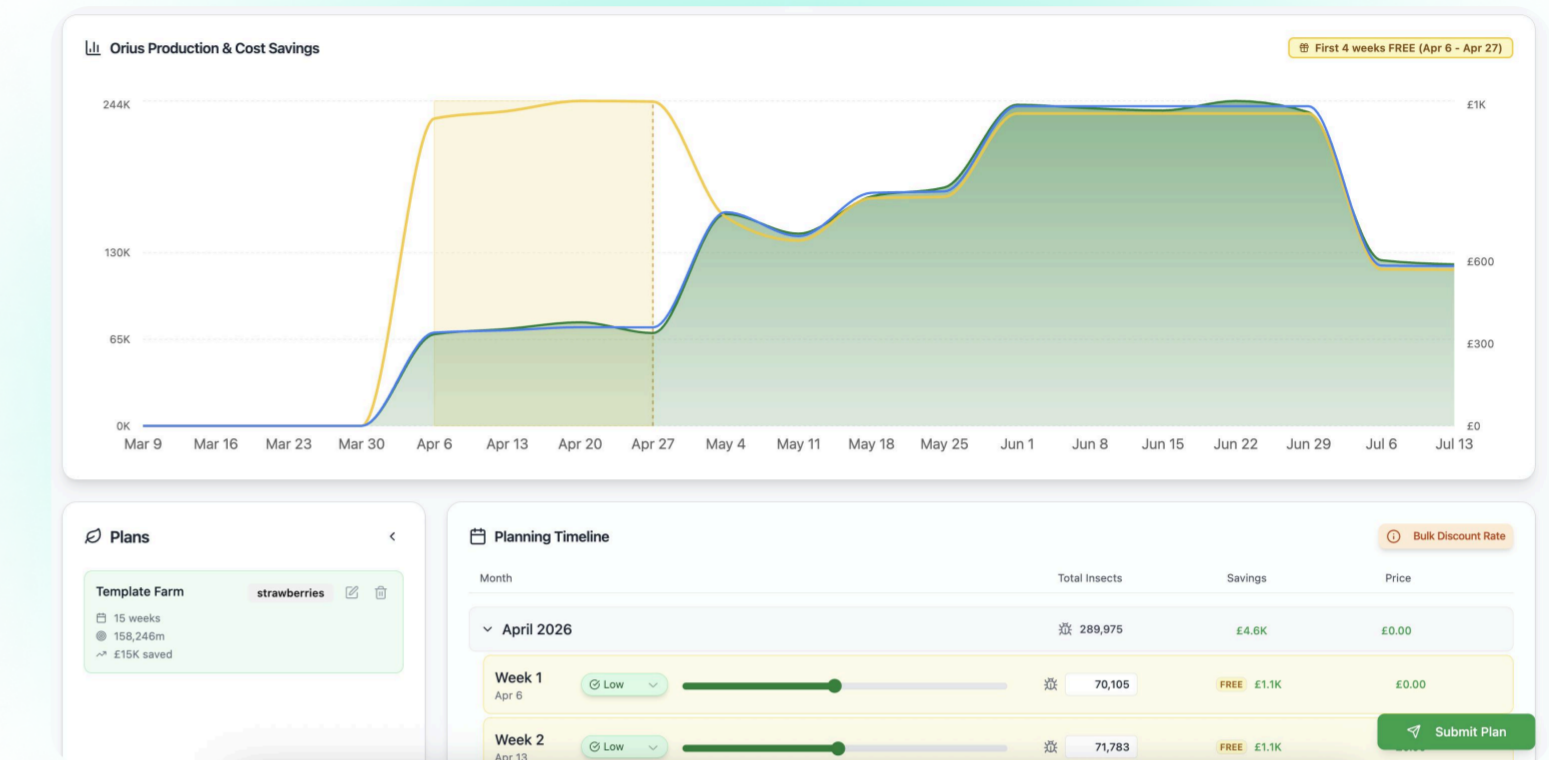 Orius Production & Cost Savings
First 4 weeks FREE (Apr 6 - Apr 27)
244K
130K
65K
0K
£1K
£600
£300
£0
Mar 9 Mar 16 Mar 23 Mar 30 Apr 6 Apr 13 Apr 20 Apr 27 May 4 May 11 May 18 May 25 Jun 1 Jun 8 Jun 15 Jun 22 Jun 29 Jul 6 Jul 13
Plans
Template Farm strawberries
15 weeks
158,246m
£15K saved
Planning Timeline
Bulk Discount Rate
Month Total Insects Savings Price
April 2026 289,975 £4.6K £0.00
Week 1 Low 70,105 FREE £1.1K £0.00
Apr 6
Week 2 Low 71,783 FREE £1.1K
Apr 13
Submit Plan